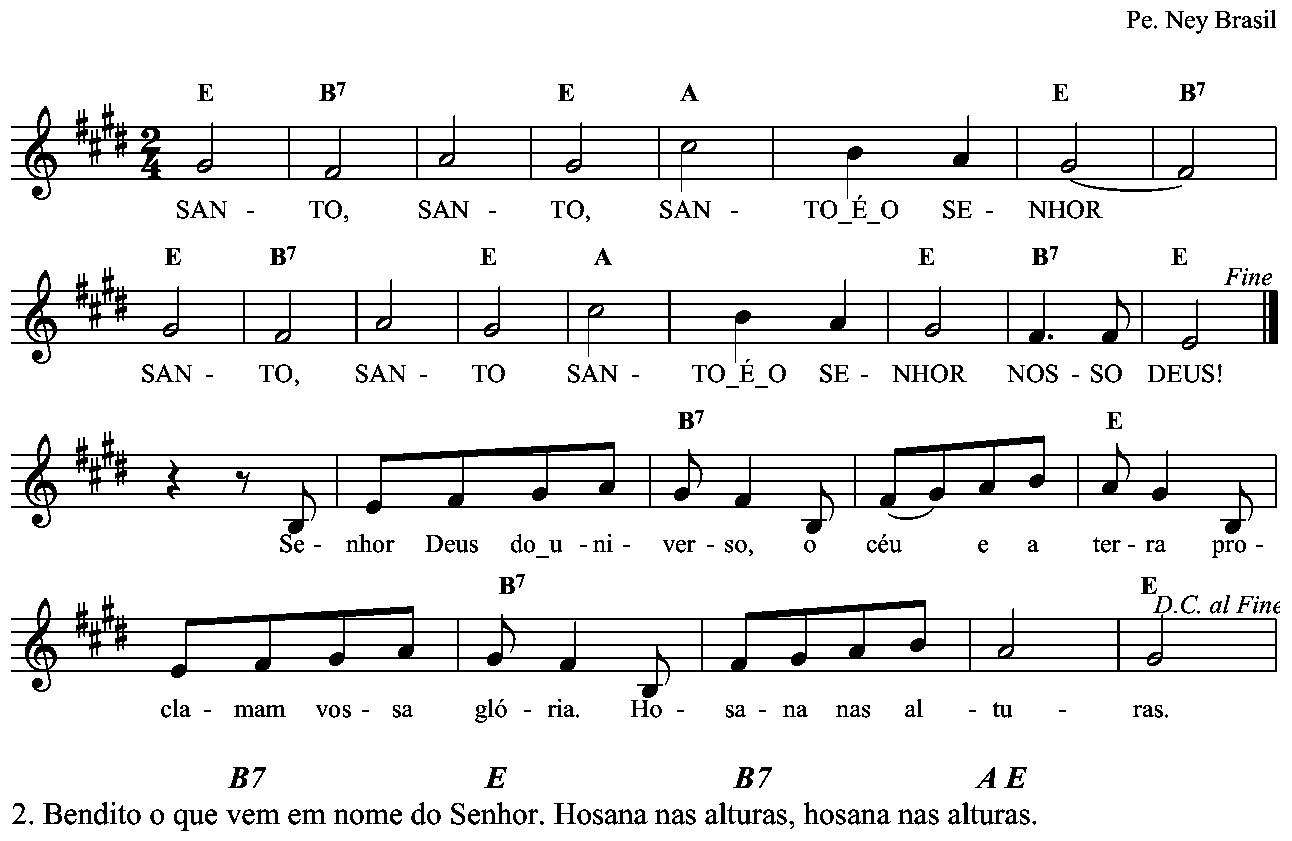 Pe. Ney Brasil
E B7 E A E B7
2 4
SAN - TO, SAN - TO, SAN - TO_É_O SE - NHOR
E B7 E A E B7 E
Fine
SAN - TO, SAN - TO SAN - TO_É_O SE - NHOR NOS - SO DEUS!
B7 E
Se - nhor Deus do_u - ni - ver - so, o céu e a ter - ra pro -
B7 E
D.C. al Fine
cla - mam vos - sa gló - ria. Ho - sa - na nas al - tu - ras.
B7 E B7 A E
2. Bendito o que vem em nome do Senhor. Hosana nas alturas, hosana nas alturas.